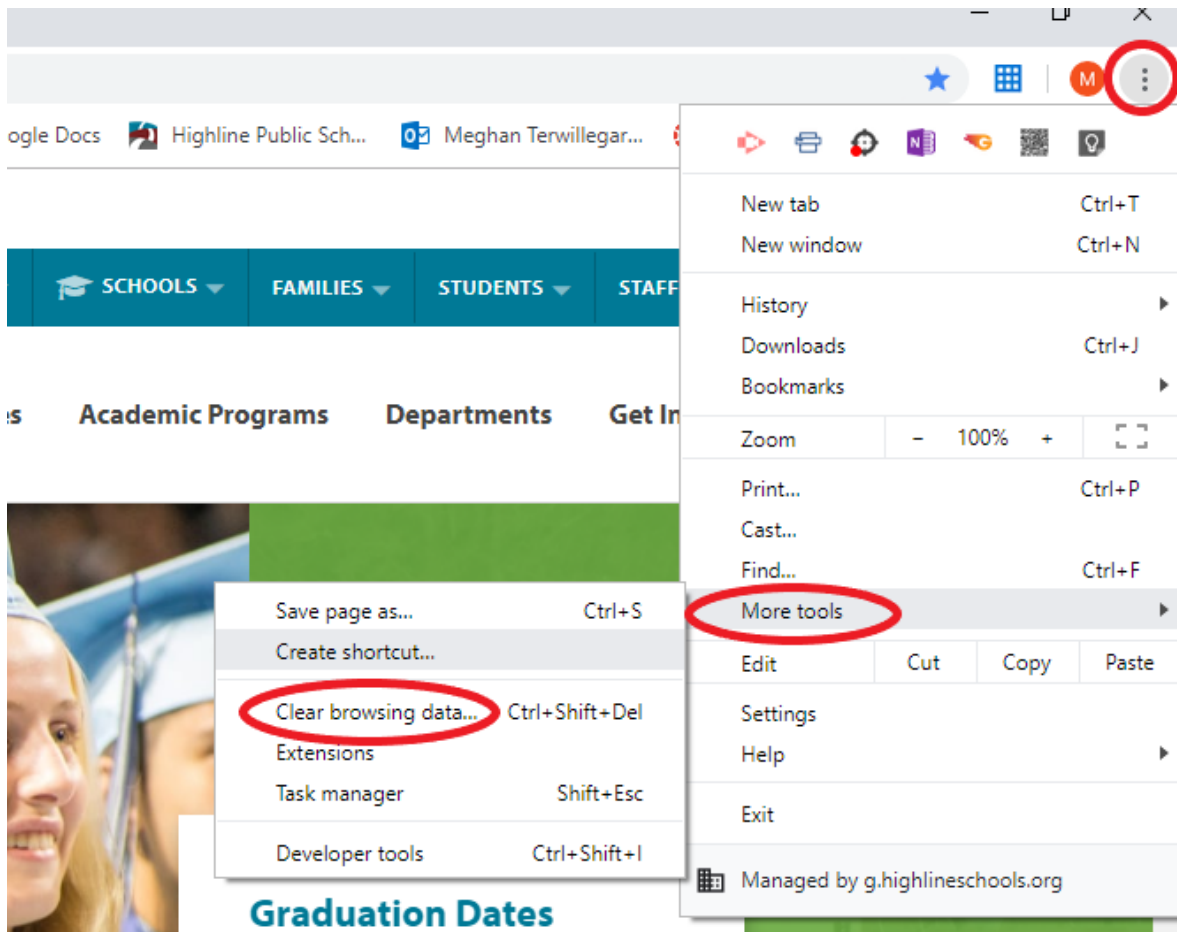 M
ogle Docs Highline Public Sch... Meghan Terwillegar...
N
New tab Ctrl+T
New window Ctrl+N
SCHOOLS FAMILIES STUDENTS STAFF
History
Downloads Ctrl+J
Bookmarks
es Academic Programs Departments Get In
Zoom - 100% +
Print... Ctrl+P
Cast...
Find... Ctrl+F
More tools
Save page as... Ctrl+S
Create shortcut...
Clear browsing data... Ctrl+Shift+Del
Extensions
Task manager Shift+Esc
Developer tools Ctrl+Shift+I
Edit Cut Copy Paste
Settings
Help
Exit
Managed by g.highlineschools.org
Graduation Dates